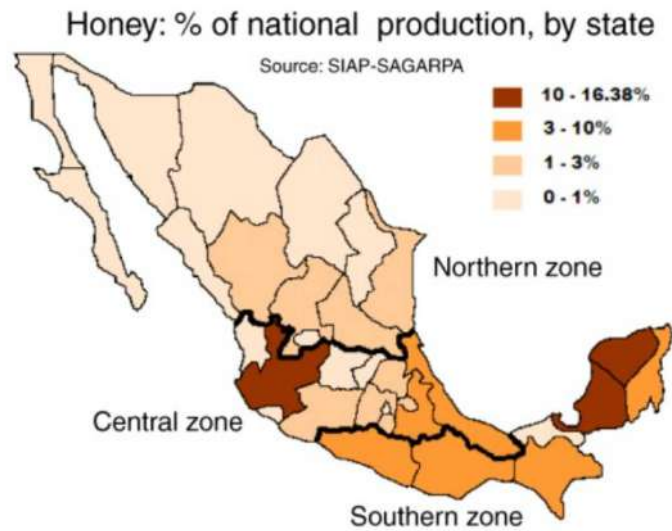 Honey: % of national production, by state
Source: SIAP-SAGARPA
10 - 16.38%
3 - 10%
1 - 3%
0 - 1%
Northern zone
Central zone
Southern zone